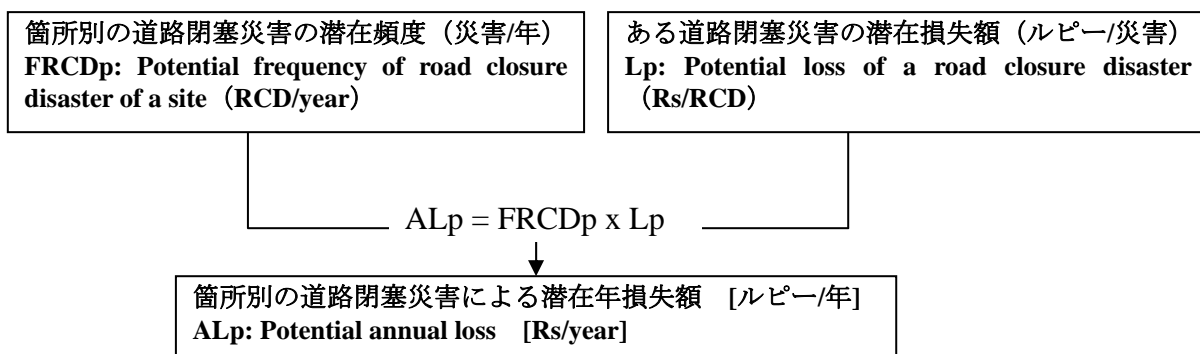 箇所別の道路閉塞災害の潜在頻度（災害/年）
FRCDp: Potential frequency of road closure
disaster of a site（RCD/year）
ある道路閉塞災害の潜在損失額（ルピー/災害）
Lp: Potential loss of a road closure disaster
（Rs/RCD）
ALp = FRCDp x Lp
箇所別の道路閉塞災害による潜在年損失額　[ルピー/年]
ALp: Potential annual loss　[Rs/year]